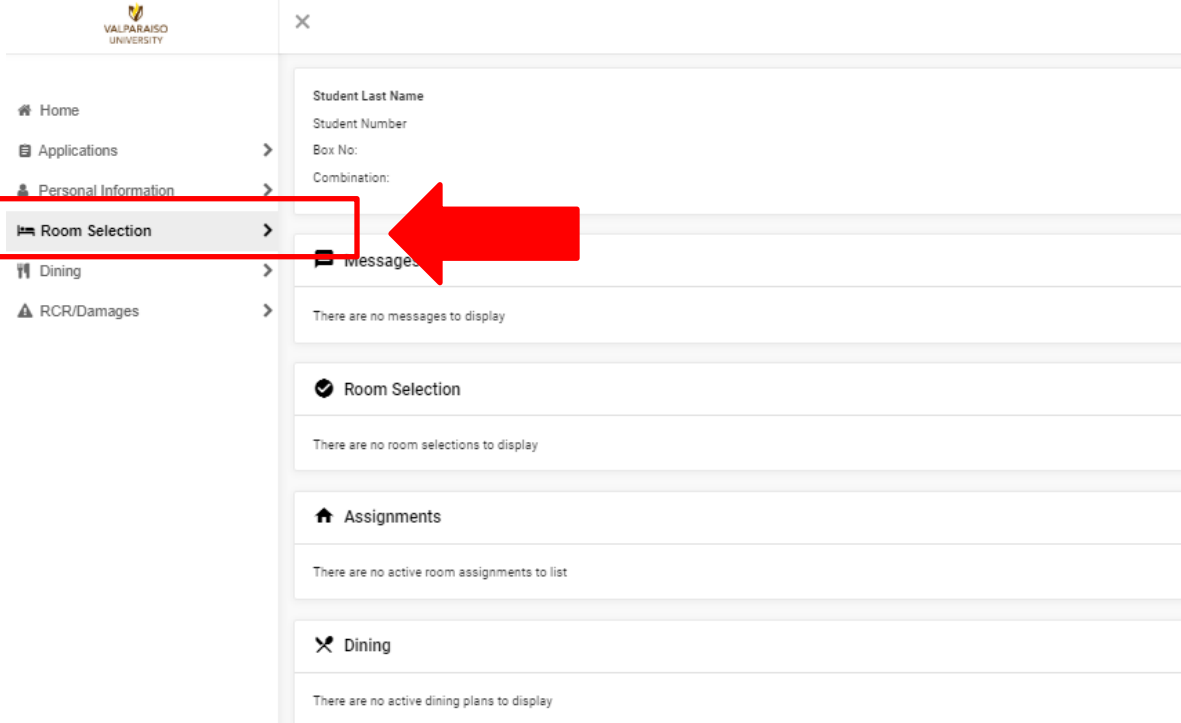 VALPARAISO
UNIVERSITY
Home
Applications
Personal Information
Room Selection
Dining
RCR/Damages
Student Last Name
Student Number
Box No:
Combination:
Messages
There are no messages to display
Room Selection
There are no room selections to display
Assignments
There are no active room assignments to list
Dining
There are no active dining plans to display